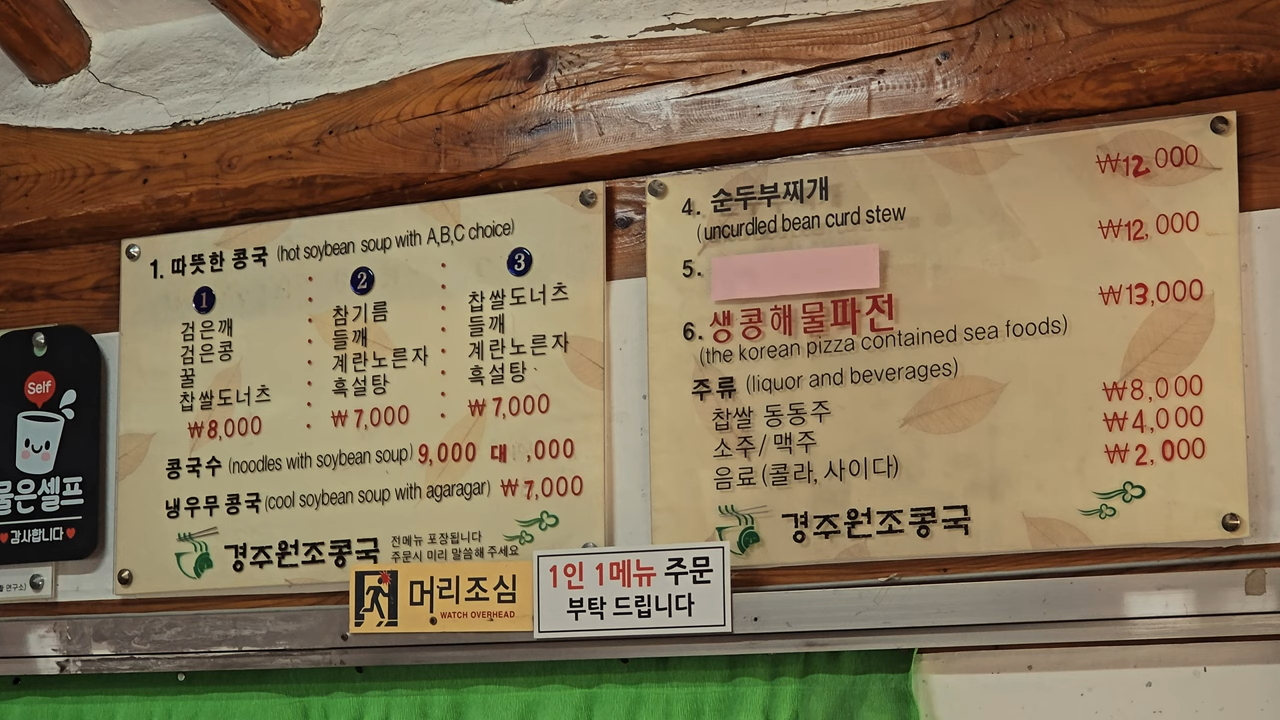 1. 따뜻한 콩국 (hot soybean soup with A,B,C choice)
1
검은깨
검은콩
꿀
찹쌀도너츠
₩8,000
2
참기름
들깨
계란노른자
흑설탕
₩7,000
3
찹쌀도너츠
들깨
계란노른자
흑설탕
₩7,000
콩국수 (noodles with soybean soup) 9,000 대 ,000
냉우무콩국 (cool soybean soup with agaragar) ₩7,000
경주원조콩국 전메뉴 포장됩니다
주문시 미리 말씀해 주세요
₩12,000
4. 순두부찌개
(uncurdled bean curd stew
₩12,000
5.
₩13,000
6. 생콩해물파전
(the korean pizza contained sea foods)
주류 (liquor and beverages)
찹쌀 동동주 ₩8,000
소주/맥주 ₩4,000
음료(콜라, 사이다) ₩2,000
경주원조콩국
Self
물은셀프
감사합니다
머리조심
WATCH OVERHEAD
1인 1메뉴 주문
부탁 드립니다